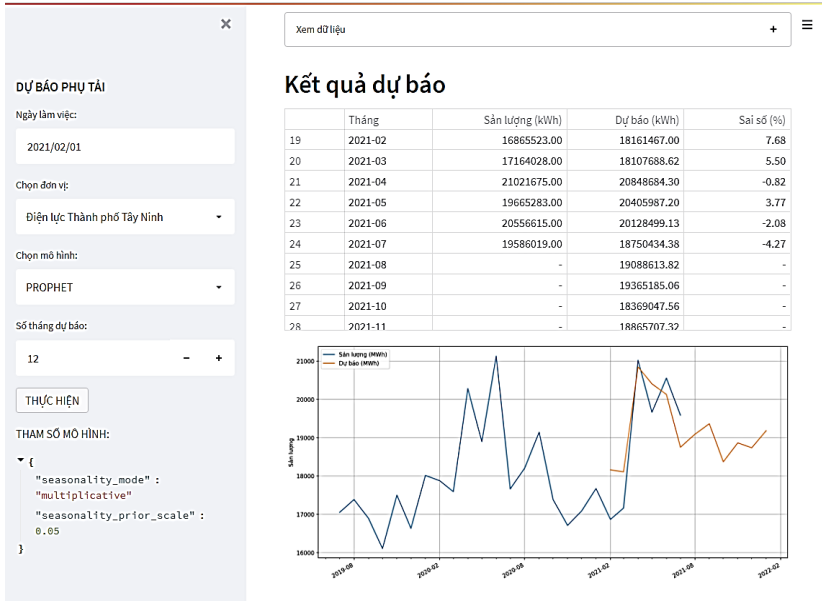 Xem dữ liệu +
DỰ BÁO PHỤ TẢI
Ngày làm việc:
2021/02/01
Chọn đơn vị:
Điện lực Thành phố Tây Ninh
Chọn mô hình:
PROPHET
Số tháng dự báo:
12 - +
THỰC HIỆN
THAM SỐ MÔ HÌNH:
{
"seasonality_mode" :
"multiplicative"
"seasonality_prior_scale" :
0.05
}
Kết quả dự báo
Tháng Sản lượng (kWh) Dự báo (kWh) Sai số (%)
19 2021-02 16865523.00 18161467.00 7.68
20 2021-03 17164028.00 18107688.62 5.50
21 2021-04 21021675.00 20848684.30 -0.82
22 2021-05 19665283.00 20405987.20 3.77
23 2021-06 20556615.00 20128499.13 -2.08
24 2021-07 19586019.00 18750434.38 -4.27
25 2021-08 - 19088613.82 -
26 2021-09 - 19365185.06 -
27 2021-10 - 18369047.56 -
28 2021-11 - 18865707.32 -
Sản lượng (MWh)
Dự báo (MWh)
Sản lượng
21000
20000
19000
18000
17000
16000
2019-08 2020-02 2020-08 2021-02 2021-08 2022-02